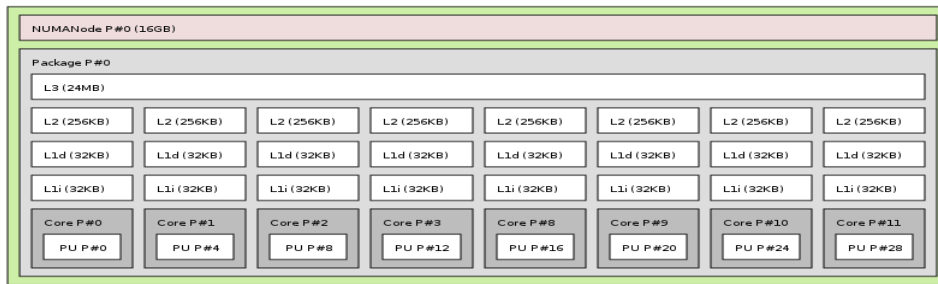 NUMANode P#0 (16GB)
Package P#0
L3 (24MB)
L2 (256KB) L2 (256KB) L2 (256KB) L2 (256KB) L2 (256KB) L2 (256KB) L2 (256KB) L2 (256KB)
L1d (32KB) L1d (32KB) L1d (32KB) L1d (32KB) L1d (32KB) L1d (32KB) L1d (32KB) L1d (32KB)
L1i (32KB) L1i (32KB) L1i (32KB) L1i (32KB) L1i (32KB) L1i (32KB) L1i (32KB) L1i (32KB)
Core P#0 Core P#1 Core P#2 Core P#3 Core P#8 Core P#9 Core P#10 Core P#11
PU P#0 PU P#4 PU P#8 PU P#12 PU P#16 PU P#20 PU P#24 PU P#28